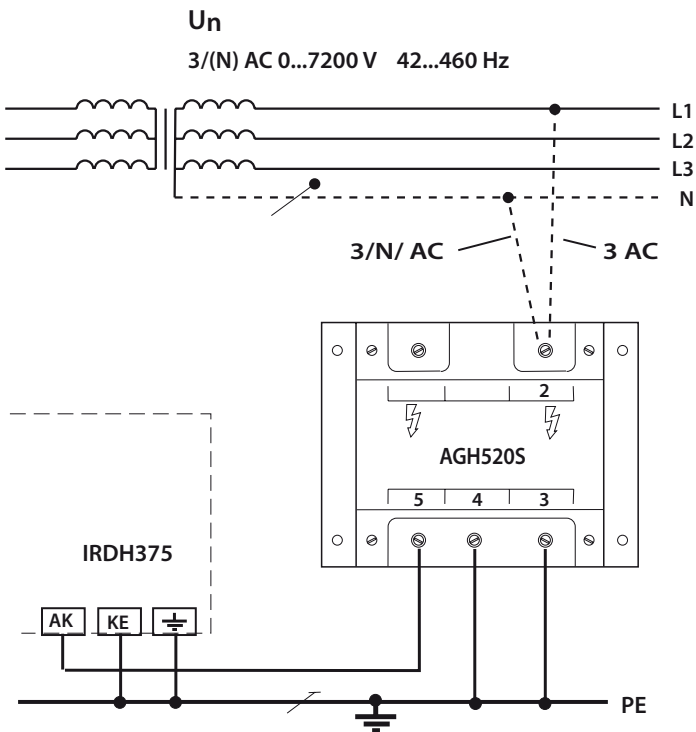 Un
3/(N) AC 0...7200 V 42...460 Hz
L1
L2
L3
N
3/N/ AC
3 AC
2
AGH520S
5 4 3
IRDH375
AK KE
PE